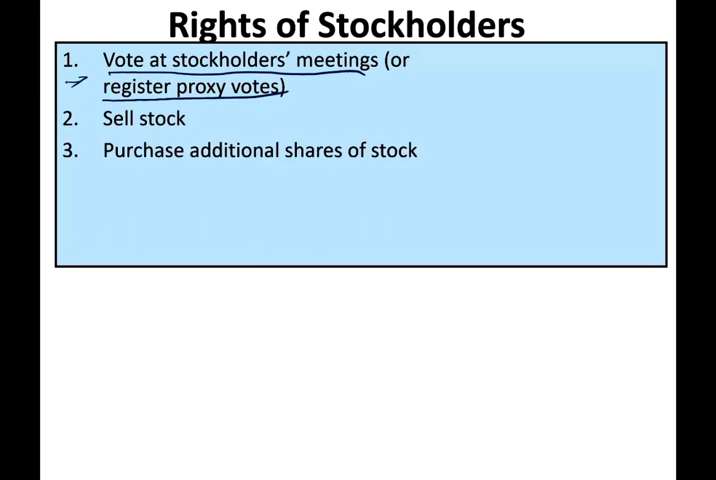 Rights of Stockholders
1. Vote at stockholders' meetings (or
register proxy votes)
2. Sell stock
3. Purchase additional shares of stock